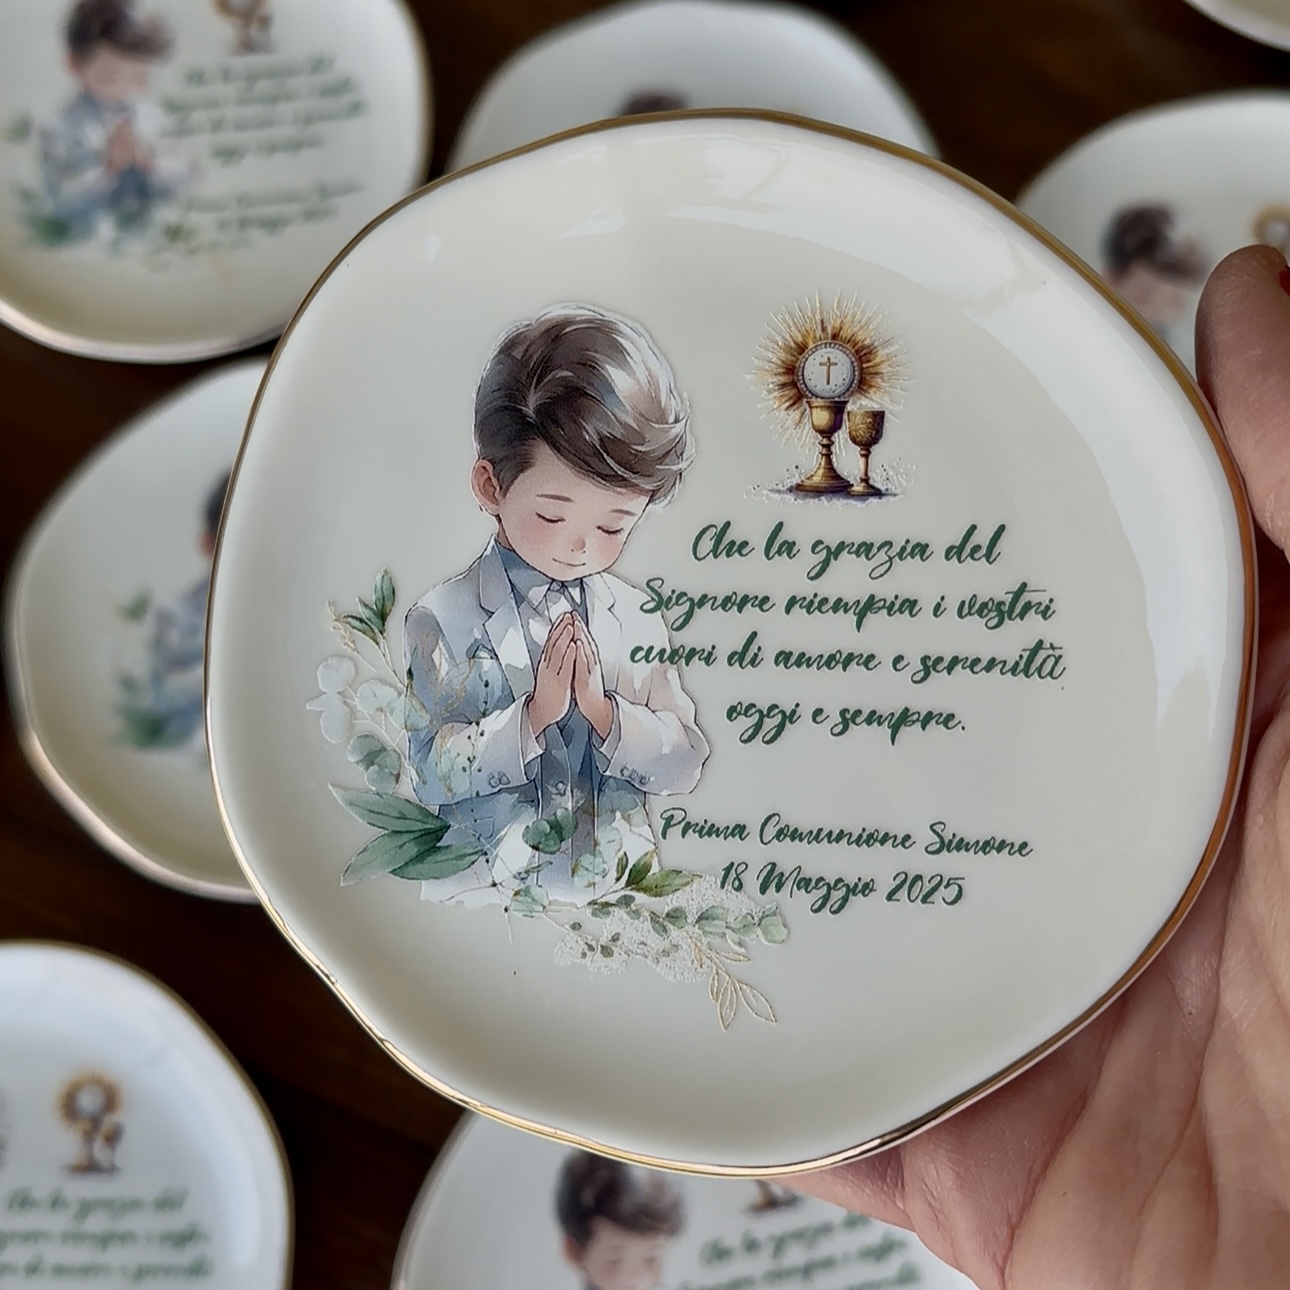 Che la grazia del
Signore riempia i vostri
cuori di amore e serenità
oggi e sempre.
Prima Comunione Simone
18 Maggio 2025